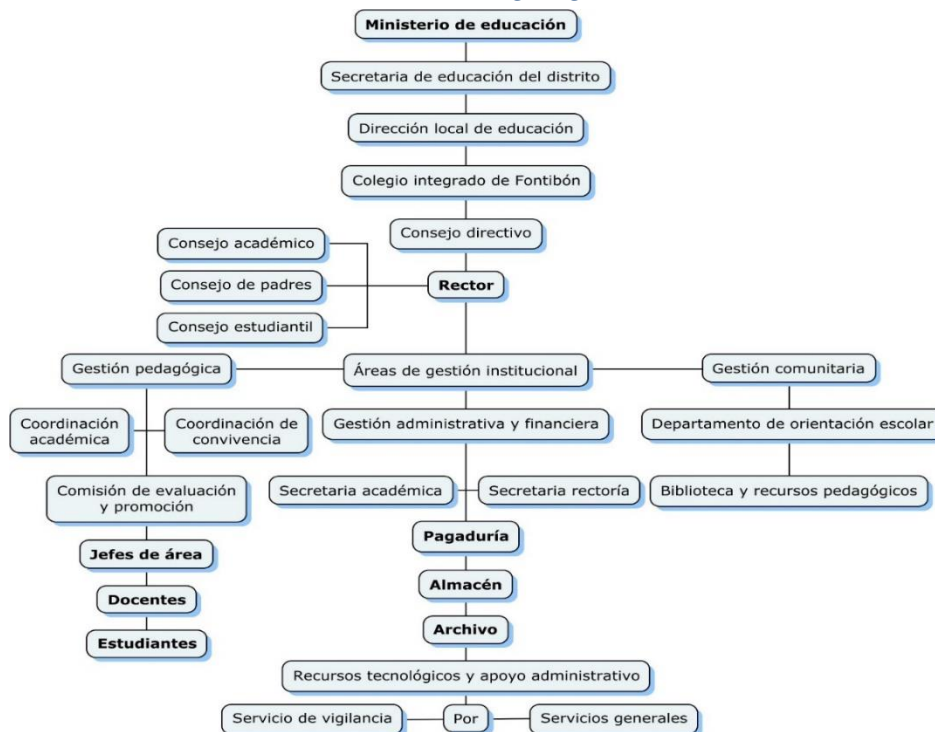 Ministerio de educación
Secretaria de educación del distrito
Dirección local de educación
Colegio integrado de Fontibón
Consejo directivo
Consejo académico
Consejo de padres
Rector
Consejo estudiantil
Gestión pedagógica
Áreas de gestión institucional
Gestión comunitaria
Coordinación
académica
Coordinación de
convivencia
Gestión administrativa y financiera
Departamento de orientación escolar
Comisión de evaluación
y promoción
Secretaria académica
Secretaria rectoría
Biblioteca y recursos pedagógicos
Jefes de área
Pagaduría
Docentes
Almacén
Estudiantes
Archivo
Recursos tecnológicos y apoyo administrativo
Servicio de vigilancia
Por
Servicios generales